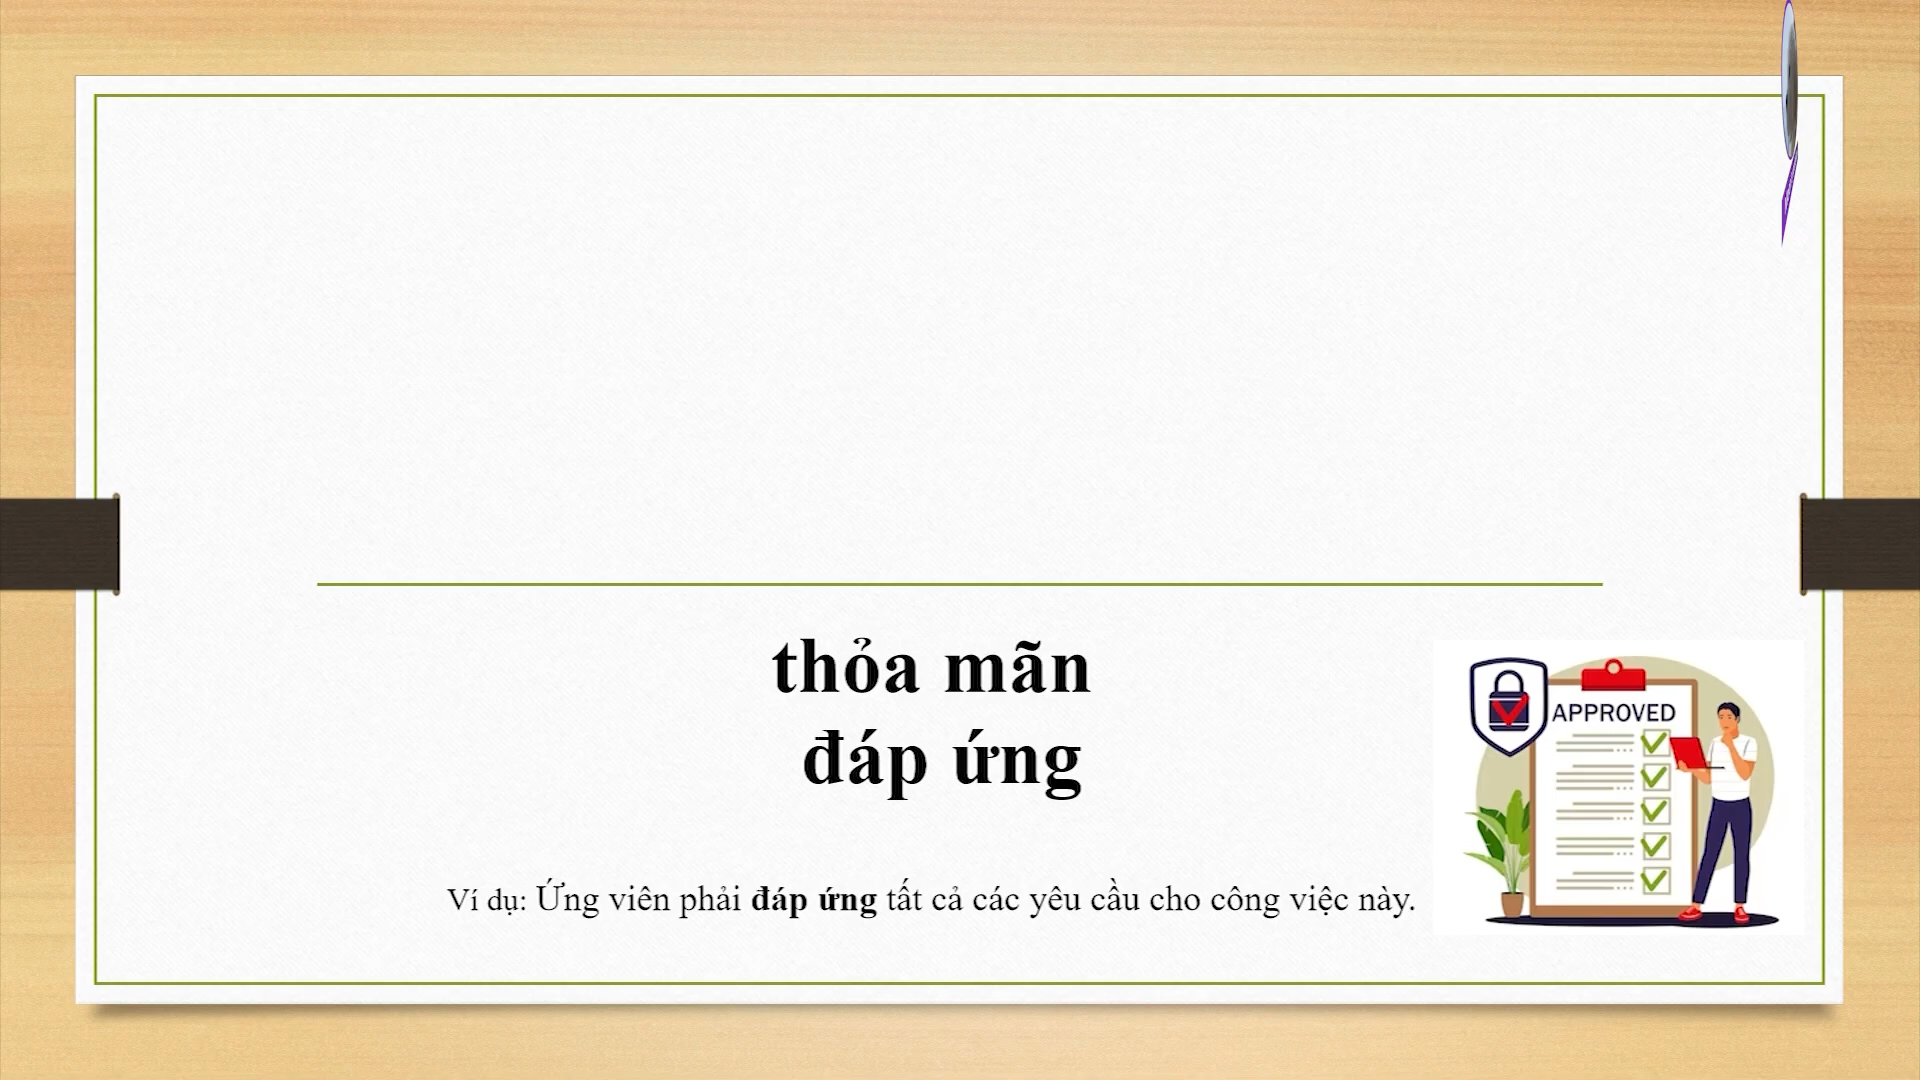 thỏa mãn
đáp ứng
APPROVED
Ví dụ: Ứng viên phải đáp ứng tất cả các yêu cầu cho công việc này.